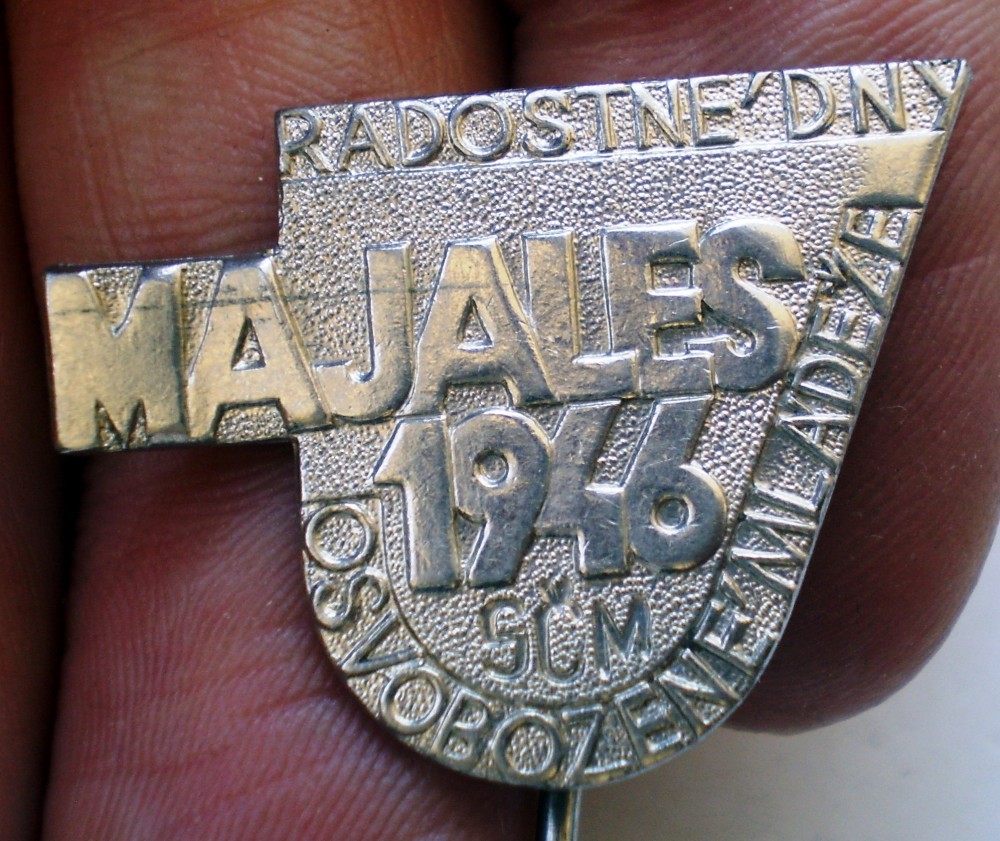 RADOSTNÉ DNY
MAJALES
1946
SČM
OSVOBOZENÉ MLÁDEŽE